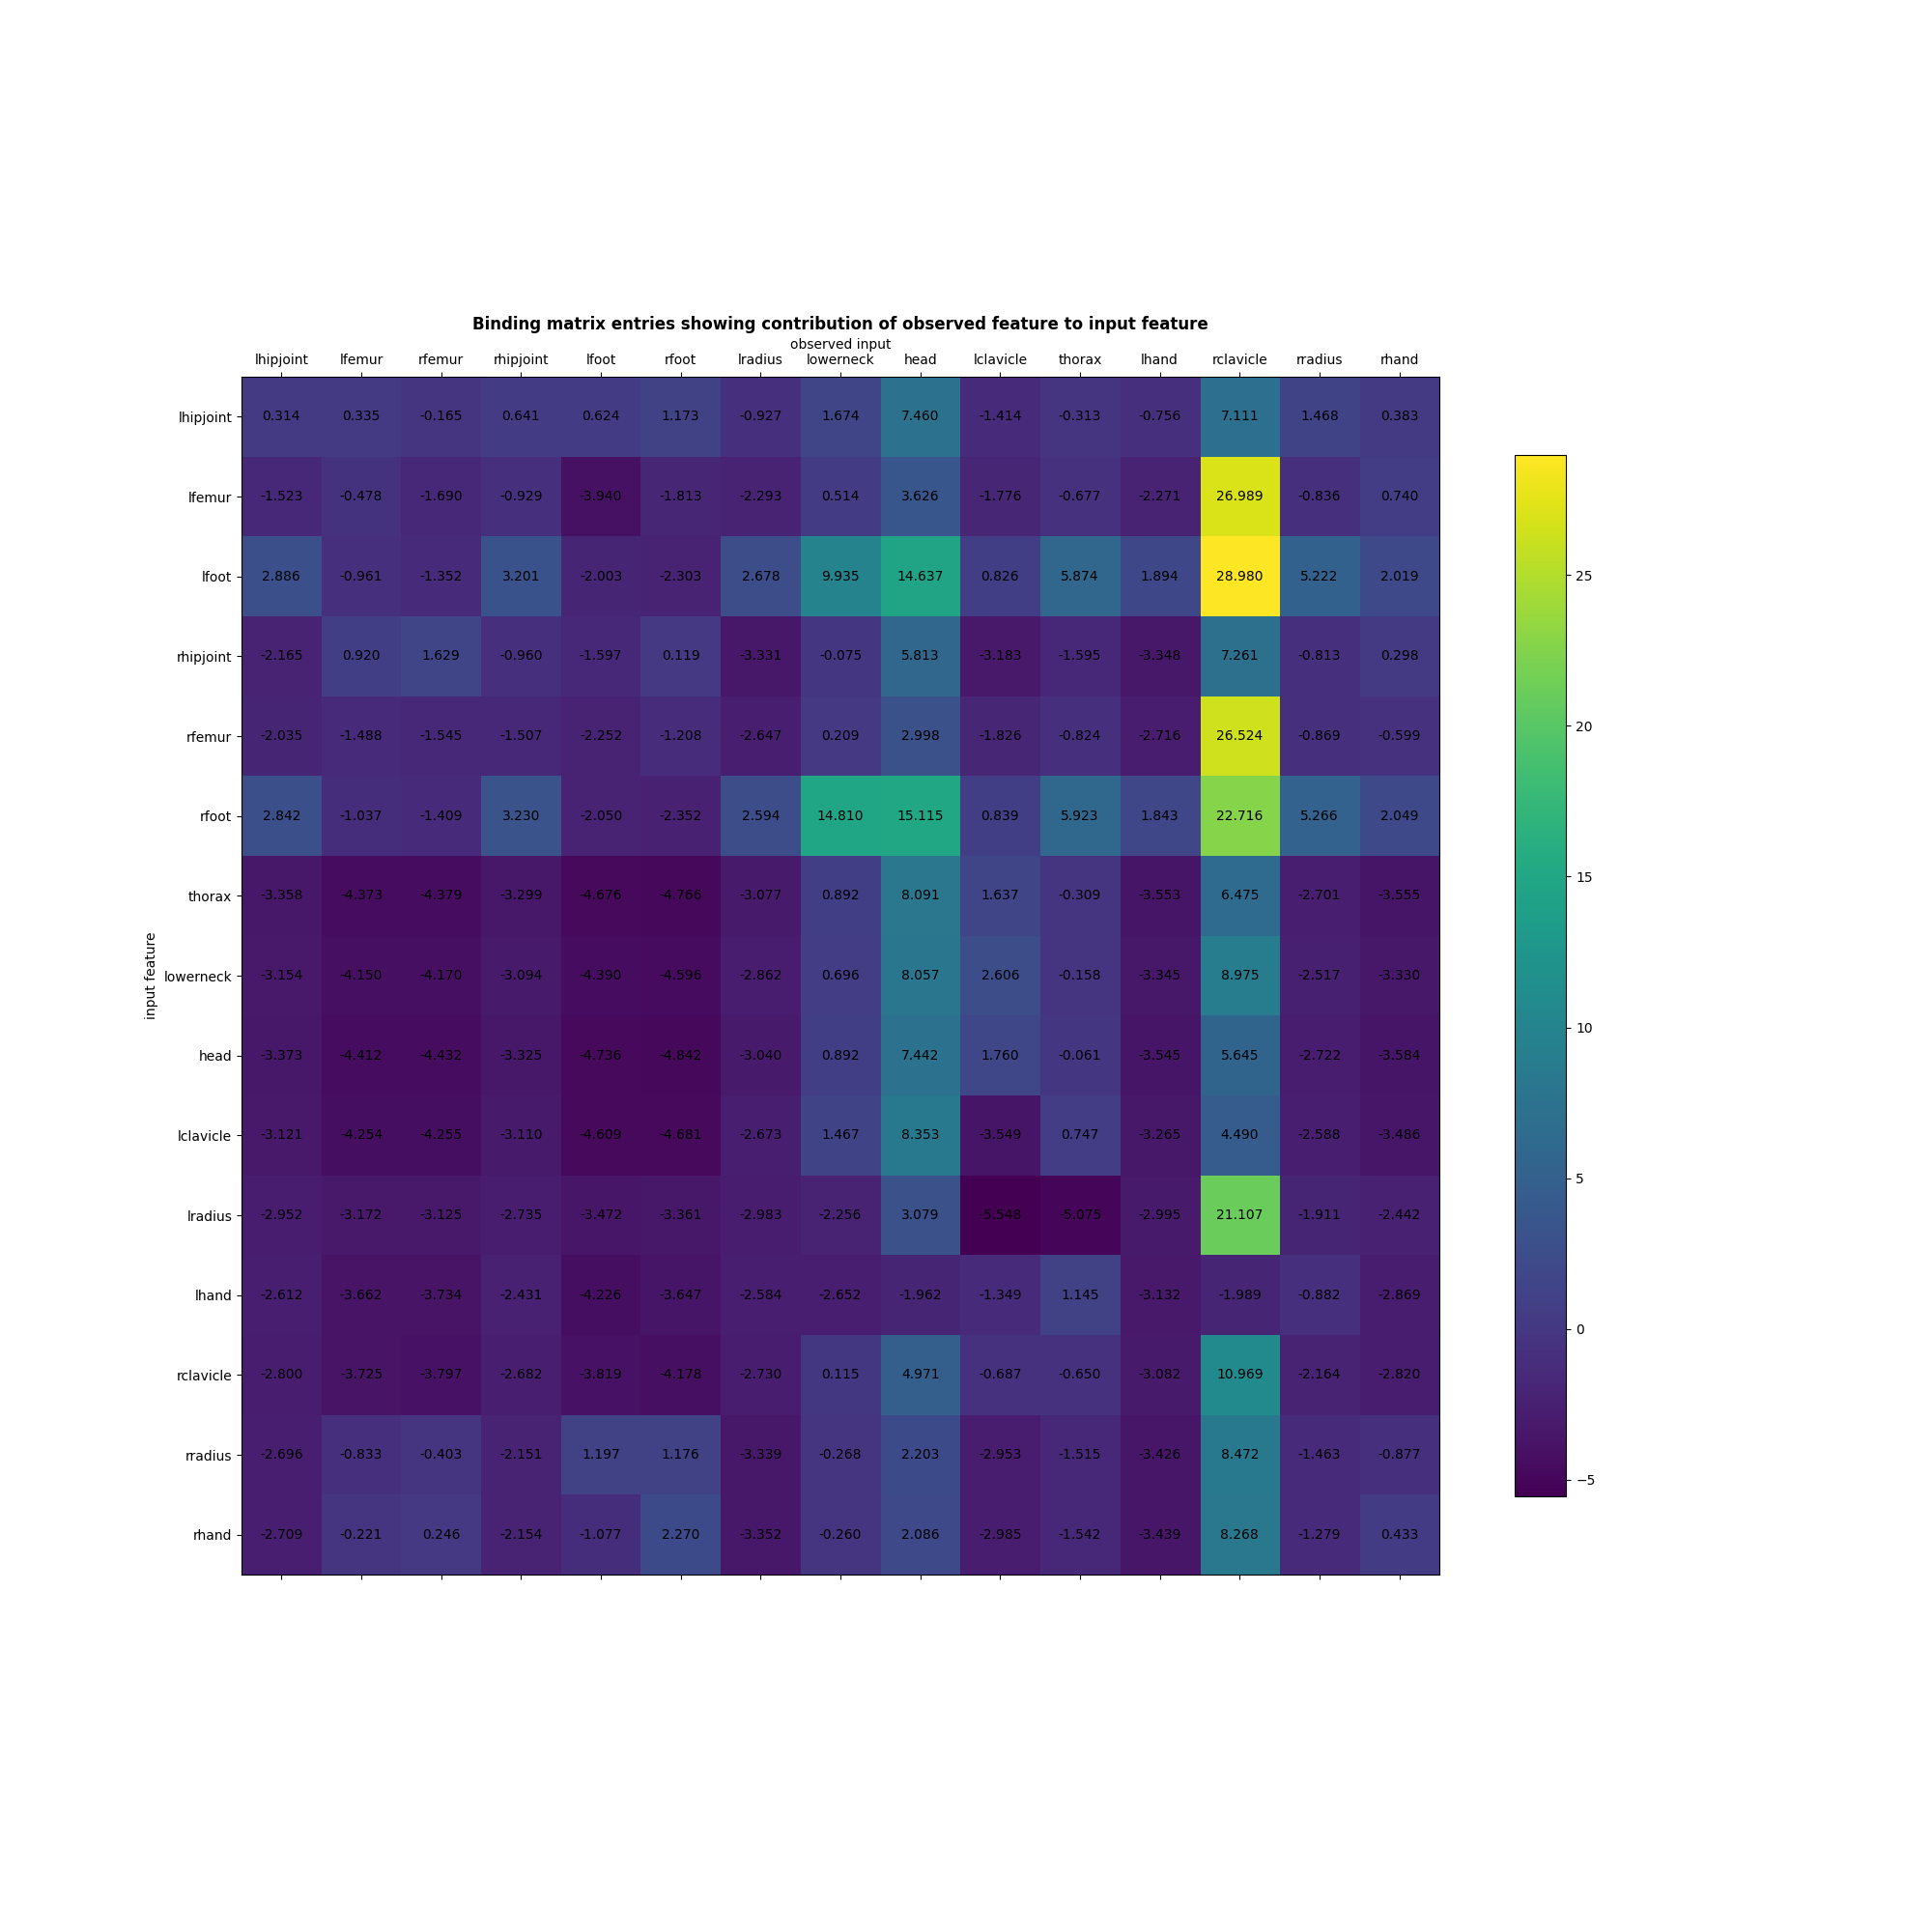 Binding matrix entries showing contribution of observed feature to input feature
observed input
lhipjoint lfemur rfemur rhipjoint lfoot rfoot lradius lowerneck head lclavicle thorax lhand rclavicle rradius rhand
lhipjoint 0.314 0.335 -0.165 0.641 0.624 1.173 -0.927 1.674 7.460 -1.414 -0.313 -0.756 7.111 1.468 0.383
lfemur -1.523 -0.478 -1.690 -0.929 -3.940 -1.813 -2.293 0.514 3.626 -1.776 -0.677 -2.271 26.989 -0.836 0.740
lfoot 2.886 -0.961 -1.352 3.201 -2.003 -2.303 2.678 9.935 14.637 0.826 5.874 1.894 28.980 5.222 2.019
25
rhipjoint -2.165 0.920 1.629 -0.960 -1.597 0.119 -3.331 -0.075 5.813 -3.183 -1.595 -3.348 7.261 -0.813 0.298
20
rfemur -2.035 -1.488 -1.545 -1.507 -2.252 -1.208 -2.647 0.209 2.998 -1.826 -0.824 -2.716 26.524 -0.869 -0.599
rfoot 2.842 -1.037 -1.409 3.230 -2.050 -2.352 2.594 14.810 15.115 0.839 5.923 1.843 22.716 5.266 2.049
15
thorax -3.358 -4.373 -4.379 -3.299 -4.676 -4.766 -3.077 0.892 8.091 1.637 -0.309 -3.553 6.475 -2.701 -3.555
input feature
lowerneck -3.154 -4.150 -4.170 -3.094 -4.390 -4.596 -2.862 0.696 8.057 2.606 -0.158 -3.345 8.975 -2.517 -3.330
10
head -3.373 -4.412 -4.432 -3.325 -4.736 -4.842 -3.040 0.892 7.442 1.760 -0.061 -3.545 5.645 -2.722 -3.584
lclavicle -3.121 -4.254 -4.255 -3.110 -4.609 -4.681 -2.673 1.467 8.353 -3.549 0.747 -3.265 4.490 -2.588 -3.486
5
lradius -2.952 -3.172 -3.125 -2.735 -3.472 -3.361 -2.983 -2.256 3.079 -5.548 -5.075 -2.995 21.107 -1.911 -2.442
lhand -2.612 -3.662 -3.734 -2.431 -4.226 -3.647 -2.584 -2.652 -1.962 -1.349 1.145 -3.132 -1.989 -0.882 -2.869
0
rclavicle -2.800 -3.725 -3.797 -2.682 -3.819 -4.178 -2.730 0.115 4.971 -0.687 -0.650 -3.082 10.969 -2.164 -2.820
rradius -2.696 -0.833 -0.403 -2.151 1.197 1.176 -3.339 -0.268 2.203 -2.953 -1.515 -3.426 8.472 -1.463 -0.877
−5
rhand -2.709 -0.221 0.246 -2.154 -1.077 2.270 -3.352 -0.260 2.086 -2.985 -1.542 -3.439 8.268 -1.279 0.433